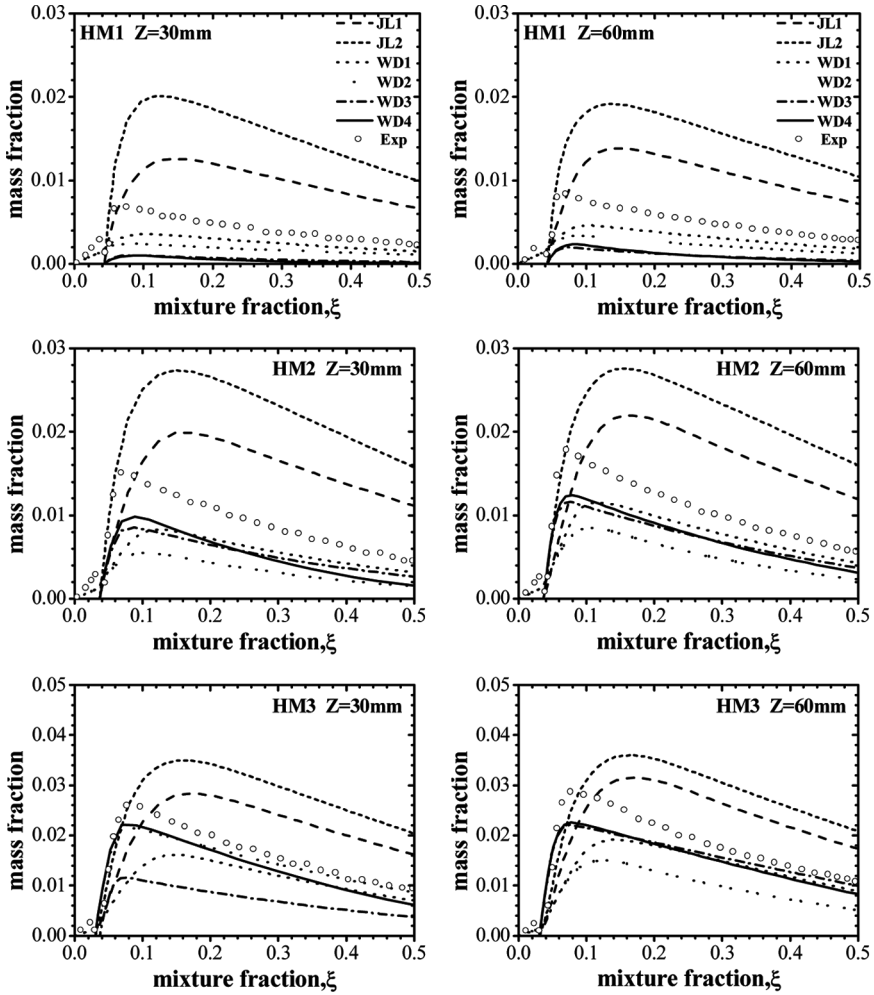 HM1 Z=30mm
JL1
JL2
WD1
WD2
WD3
WD4
Exp
0.03
0.02
0.01
0.00
mass fraction
0.0 0.1 0.2 0.3 0.4 0.5
mixture fraction,ξ
HM1 Z=60mm
JL1
JL2
WD1
WD2
WD3
WD4
Exp
0.03
0.02
0.01
0.00
mass fraction
0.0 0.1 0.2 0.3 0.4 0.5
mixture fraction,ξ
HM2 Z=30mm
0.03
0.02
0.01
0.00
mass fraction
0.0 0.1 0.2 0.3 0.4 0.5
mixture fraction,ξ
HM2 Z=60mm
0.03
0.02
0.01
0.00
mass fraction
0.0 0.1 0.2 0.3 0.4 0.5
mixture fraction,ξ
HM3 Z=30mm
0.05
0.04
0.03
0.02
0.01
0.00
mass fraction
0.0 0.1 0.2 0.3 0.4 0.5
mixture fraction,ξ
HM3 Z=60mm
0.05
0.04
0.03
0.02
0.01
0.00
mass fraction
0.0 0.1 0.2 0.3 0.4 0.5
mixture fraction,ξ